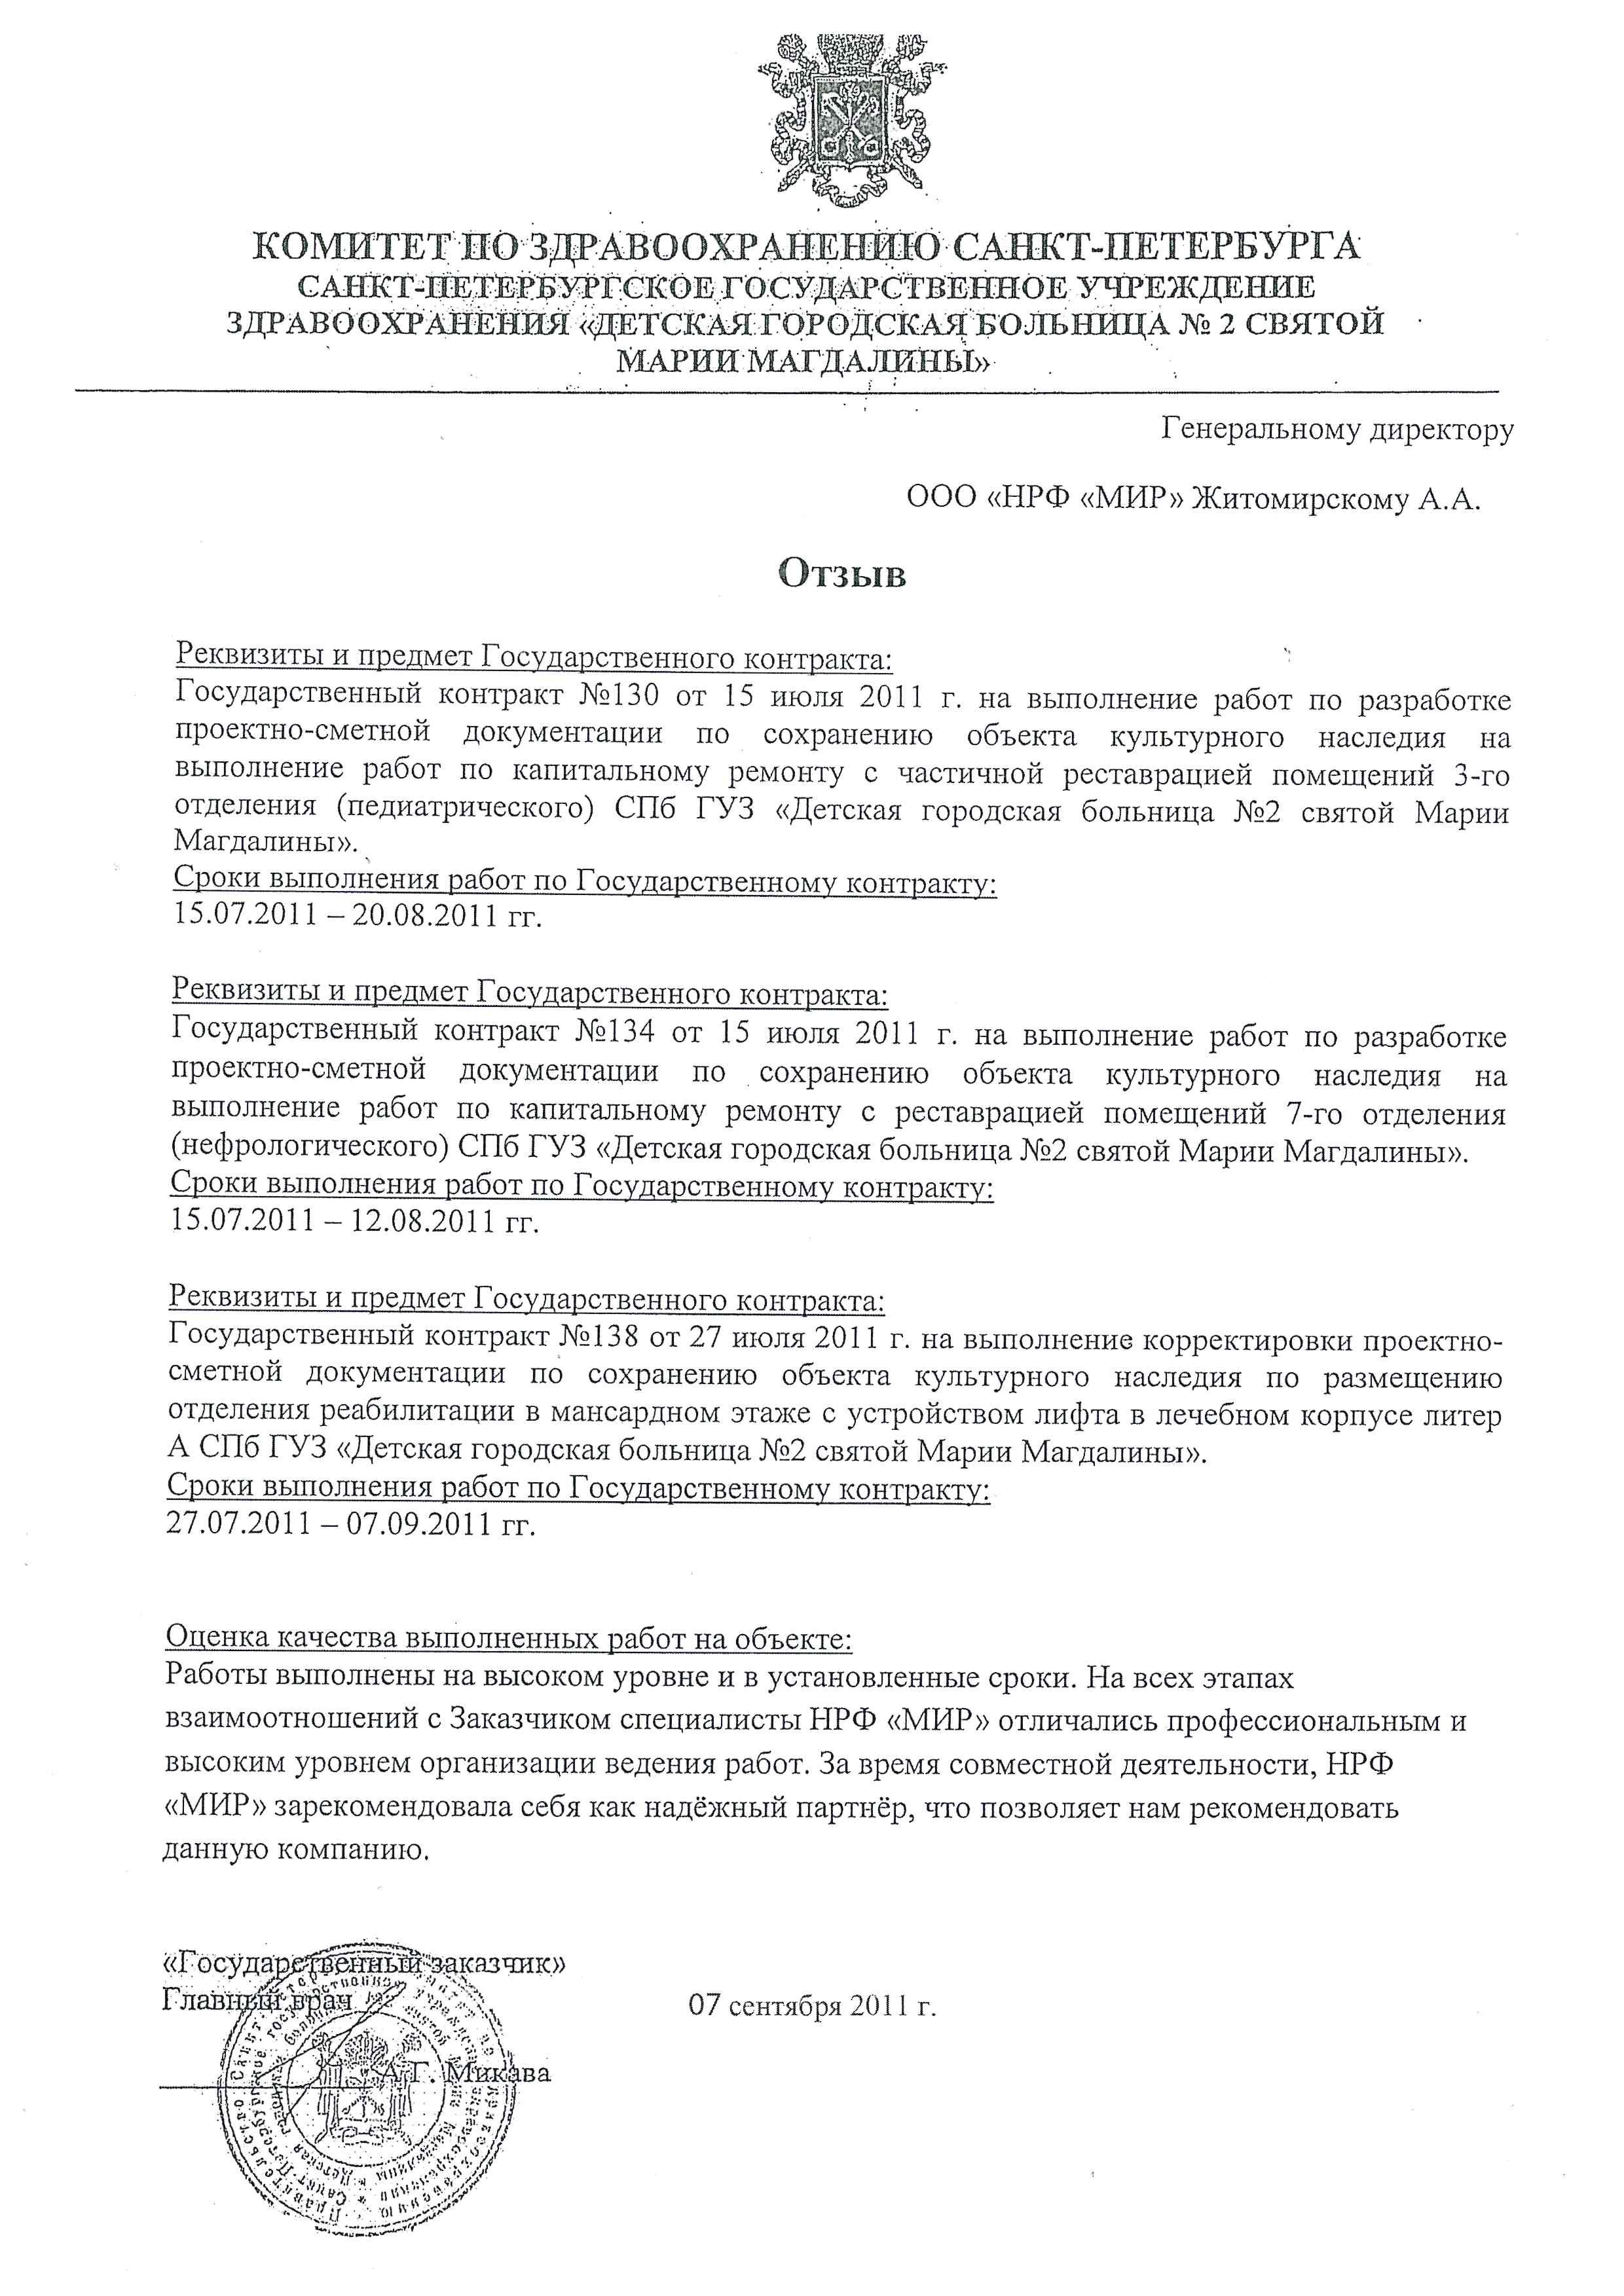 КОМИТЕТ ПО ЗДРАВООХРАНЕНИЮ САНКТ-ПЕТЕРБУРГА
САНКТ-ПЕТЕРБУРГСКОЕ ГОСУДАРСТВЕННОЕ УЧРЕЖДЕНИЕ
ЗДРАВООХРАНЕНИЯ «ДЕТСКАЯ ГОРОДСКАЯ БОЛЬНИЦА № 2 СВЯТОЙ
МАРИИ МАГДАЛИНЫ»
Генеральному директору
ООО «НРФ «МИР» Житомирскому А.А.
Отзыв
Реквизиты и предмет Государственного контракта:
Государственный контракт №130 от 15 июля 2011 г. на выполнение работ по разработке
проектно-сметной документации по сохранению объекта культурного наследия на
выполнение работ по капитальному ремонту с частичной реставрацией помещений 3-го
отделения (педиатрического) СПб ГУЗ «Детская городская больница №2 святой Марии
Магдалины».
Сроки выполнения работ по Государственному контракту:
15.07.2011 – 20.08.2011 гг.
Реквизиты и предмет Государственного контракта:
Государственный контракт №134 от 15 июля 2011 г. на выполнение работ по разработке
проектно-сметной документации по сохранению объекта культурного наследия на
выполнение работ по капитальному ремонту с реставрацией помещений 7-го отделения
(нефрологического) СПб ГУЗ «Детская городская больница №2 святой Марии Магдалины».
Сроки выполнения работ по Государственному контракту:
15.07.2011 – 12.08.2011 гг.
Реквизиты и предмет Государственного контракта:
Государственный контракт №138 от 27 июля 2011 г. на выполнение корректировки проектно-
сметной документации по сохранению объекта культурного наследия по размещению
отделения реабилитации в мансардном этаже с устройством лифта в лечебном корпусе литер
А СПб ГУЗ «Детская городская больница №2 святой Марии Магдалины».
Сроки выполнения работ по Государственному контракту:
27.07.2011 – 07.09.2011 гг.
Оценка качества выполненных работ на объекте:
Работы выполнены на высоком уровне и в установленные сроки. На всех этапах
взаимоотношений с Заказчиком специалисты НРФ «МИР» отличались профессиональным и
высоким уровнем организации ведения работ. За время совместной деятельности, НРФ
«МИР» зарекомендовала себя как надёжный партнёр, что позволяет нам рекомендовать
данную компанию.
«Государственный заказчик»
Главный врач
07 сентября 2011 г.
А.Г. Микава